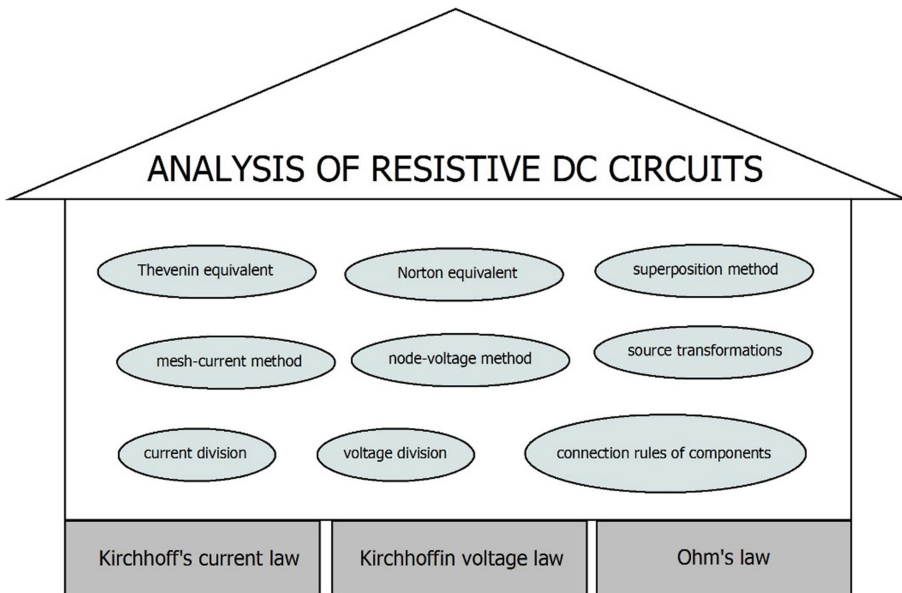 ANALYSIS OF RESISTIVE DC CIRCUITS
Thevenin equivalent
Norton equivalent
superposition method
mesh-current method
node-voltage method
source transformations
current division
voltage division
connection rules of components
Kirchhoff's current law
Kirchhoffin voltage law
Ohm's law